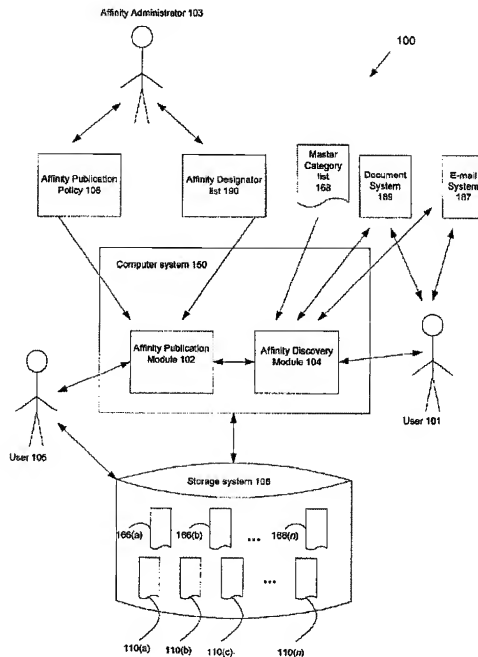 Affinity Administrator 103
100
Affinity Publication
Policy 106
Affinity Designator
list 190
Master
Category
list
168
Document
System
189
E-mail
System
187
Computer system 150
Affinity Publication
Module 102
Affinity Discovery
Module 104
User 105
User 101
Storage system 108
166(a)
166(b)
...
166(n)
110(a)
110(b)
110(c)
...
110(n)